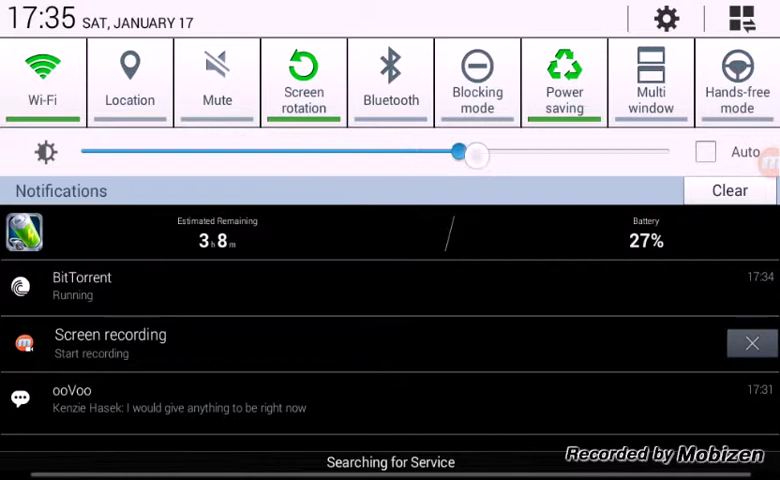 17:35 SAT, JANUARY 17
Wi-Fi
Location
Mute
Screen
rotation
Bluetooth
Blocking
mode
Power
saving
Multi
window
Hands-free
mode
Auto
Notifications
Clear
Estimated Remaining
3h8m
Battery
27%
BitTorrent
17:34
Running
Screen recording
Start recording
ooVoo
17:31
Kenzie Hasek: I would give anything to be right now
Searching for Service
Recorded by Mobizen